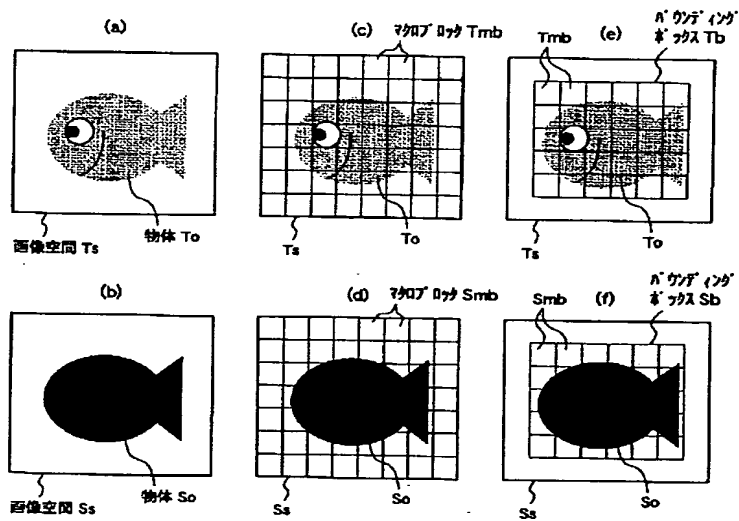 (a)
(c) マクロブロック Tmb
Tmb (e) バウンディング
ボックス Tb
画像空間 Ts
物体 To
Ts
To
Ts
To
(b)
(d) マクロブロック Smb
Smb (f) バウンディング
ボックス Sb
画像空間 Ss
物体 So
Ss
So
Ss
So